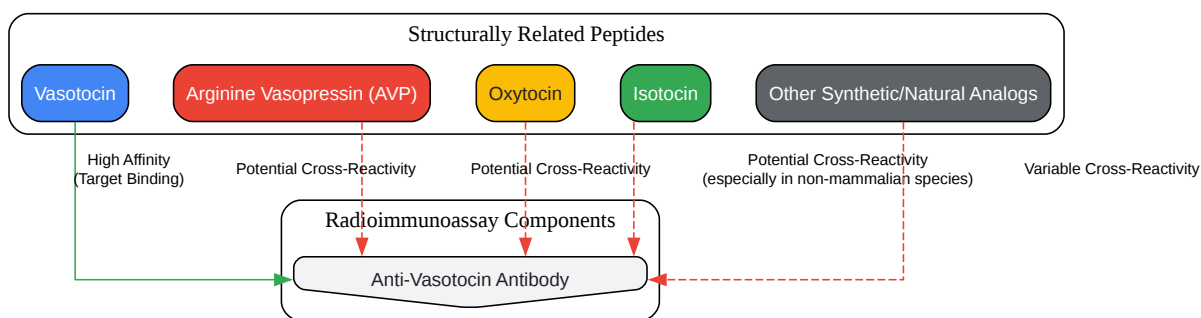 Structurally Related Peptides
Vasotocin
Arginine Vasopressin (AVP)
Oxytocin
Isotocin
Other Synthetic/Natural Analogs
High Affinity
(Target Binding)
Potential Cross-Reactivity
Potential Cross-Reactivity
Potential Cross-Reactivity
(especially in non-mammalian species)
Variable Cross-Reactivity
Radioimmunoassay Components
Anti-Vasotocin Antibody